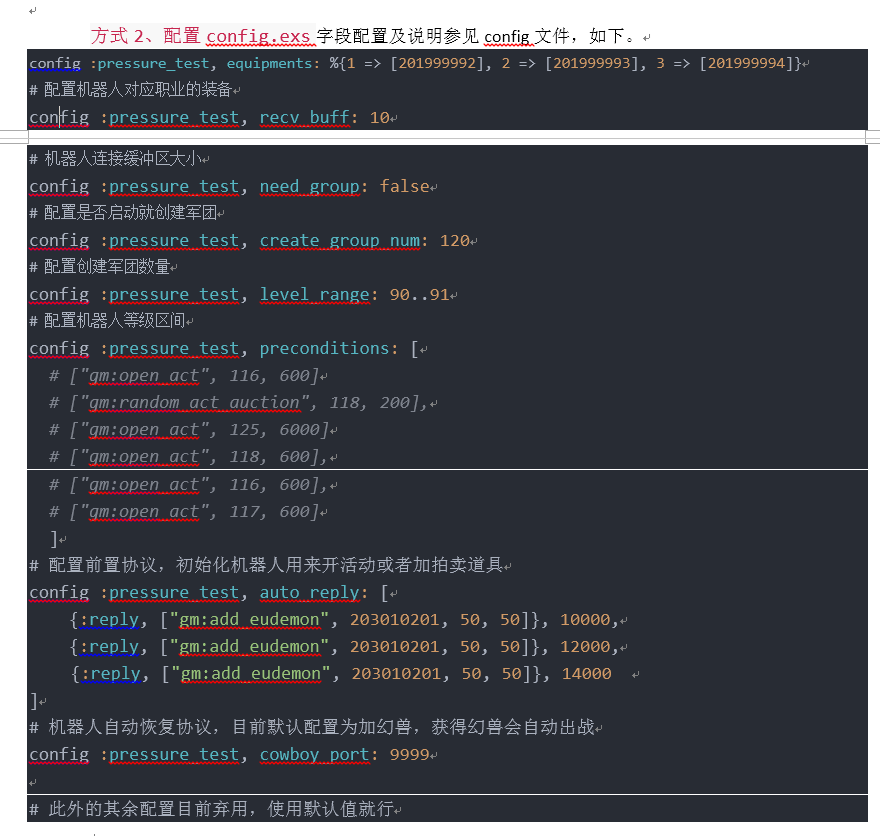 方式 2、配置 config.exs 字段配置及说明参见 config 文件，如下。
config :pressure_test, equipments: %{1 => [201999992], 2 => [201999993], 3 => [201999994]}
# 配置机器人对应职业的装备
config :pressure_test, recv_buff: 10
# 机器人连接缓冲区大小
config :pressure_test, need_group: false
# 配置是否启动就创建军团
config :pressure_test, create_group_num: 120
# 配置创建军团数量
config :pressure_test, level_range: 90..91
# 配置机器人等级区间
config :pressure_test, preconditions: [
# ["gm:open_act", 116, 600]
# ["gm:random_act_auction", 118, 200],
# ["gm:open_act", 125, 6000]
# ["gm:open_act", 118, 600],
# ["gm:open_act", 116, 600],
# ["gm:open_act", 117, 600]
]
# 配置前置协议，初始化机器人用来开活动或者加拍卖道具
config :pressure_test, auto_reply: [
{:reply, ["gm:add_eudemon", 203010201, 50, 50]}, 10000,
{:reply, ["gm:add_eudemon", 203010201, 50, 50]}, 12000,
{:reply, ["gm:add_eudemon", 203010201, 50, 50]}, 14000
]
# 机器人自动恢复协议，目前默认配置为加幻兽，获得幻兽会自动出战
config :pressure_test, cowboy_port: 9999
# 此外的其余配置目前弃用，使用默认值就行